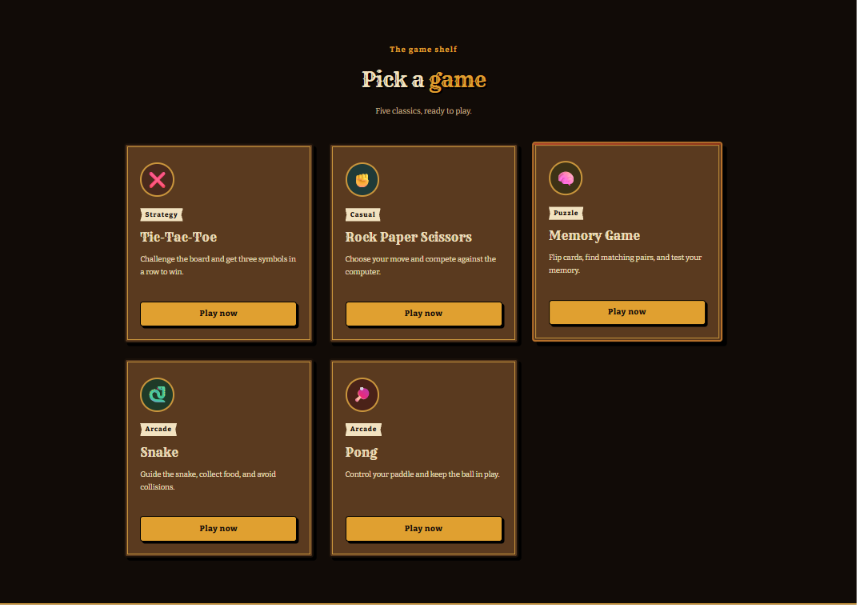 The game shelf
Pick a game
Five classics, ready to play.
Strategy
Tic-Tac-Toe
Challenge the board and get three symbols in
a row to win.
Play now
Casual
Rock Paper Scissors
Choose your move and compete against the
computer.
Play now
Puzzle
Memory Game
Flip cards, find matching pairs, and test your
memory.
Play now
Arcade
Snake
Guide the snake, collect food, and avoid
collisions.
Play now
Arcade
Pong
Control your paddle and keep the ball in play.
Play now